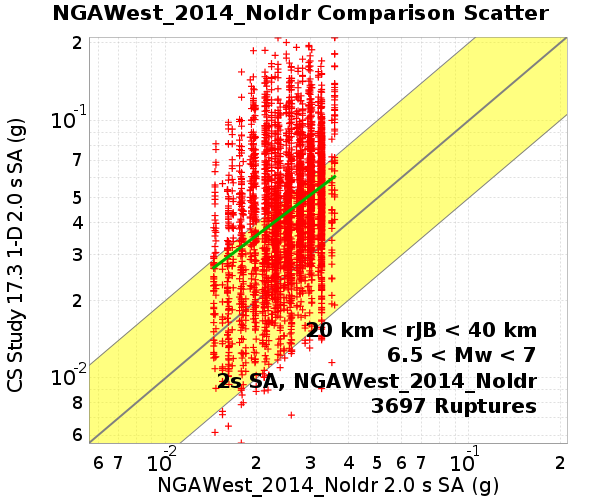 NGAWest_2014_NoIdr Comparison Scatter
CS Study 17.3 1-D 2.0 s SA (g)
2
10-1
7
5
4
3
2
10-2
8
6
20 km < rJB < 40 km
6.5 < Mw < 7
2s SA, NGAWest_2014_NoIdr
3697 Ruptures
6 7 10-2 2 3 4 5 6 7 10-1 2
NGAWest_2014_NoIdr 2.0 s SA (g)